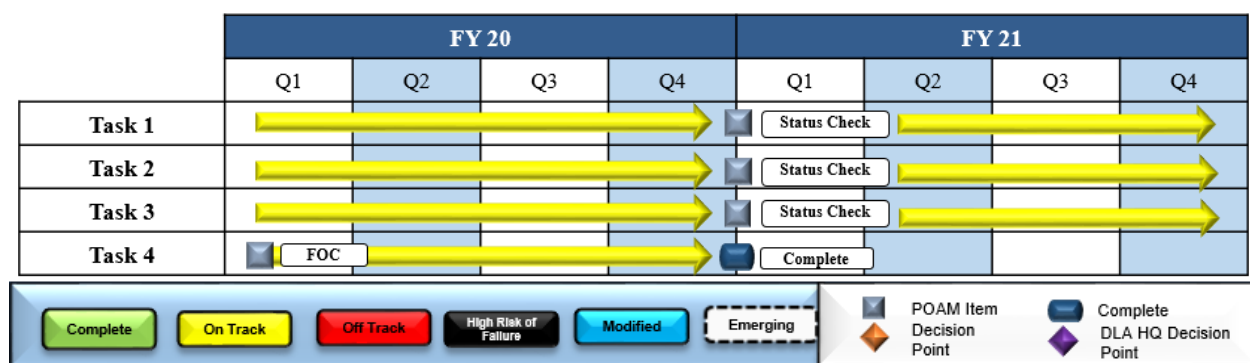 FY 20 FY 21
Q1 Q2 Q3 Q4 Q1 Q2 Q3 Q4
Task 1 Status Check
Task 2 Status Check
Task 3 Status Check
Task 4 FOC Complete
Complete On Track Off Track High Risk of Failure Modified Emerging
POAM Item Complete
Decision Point DLA HQ Decision Point